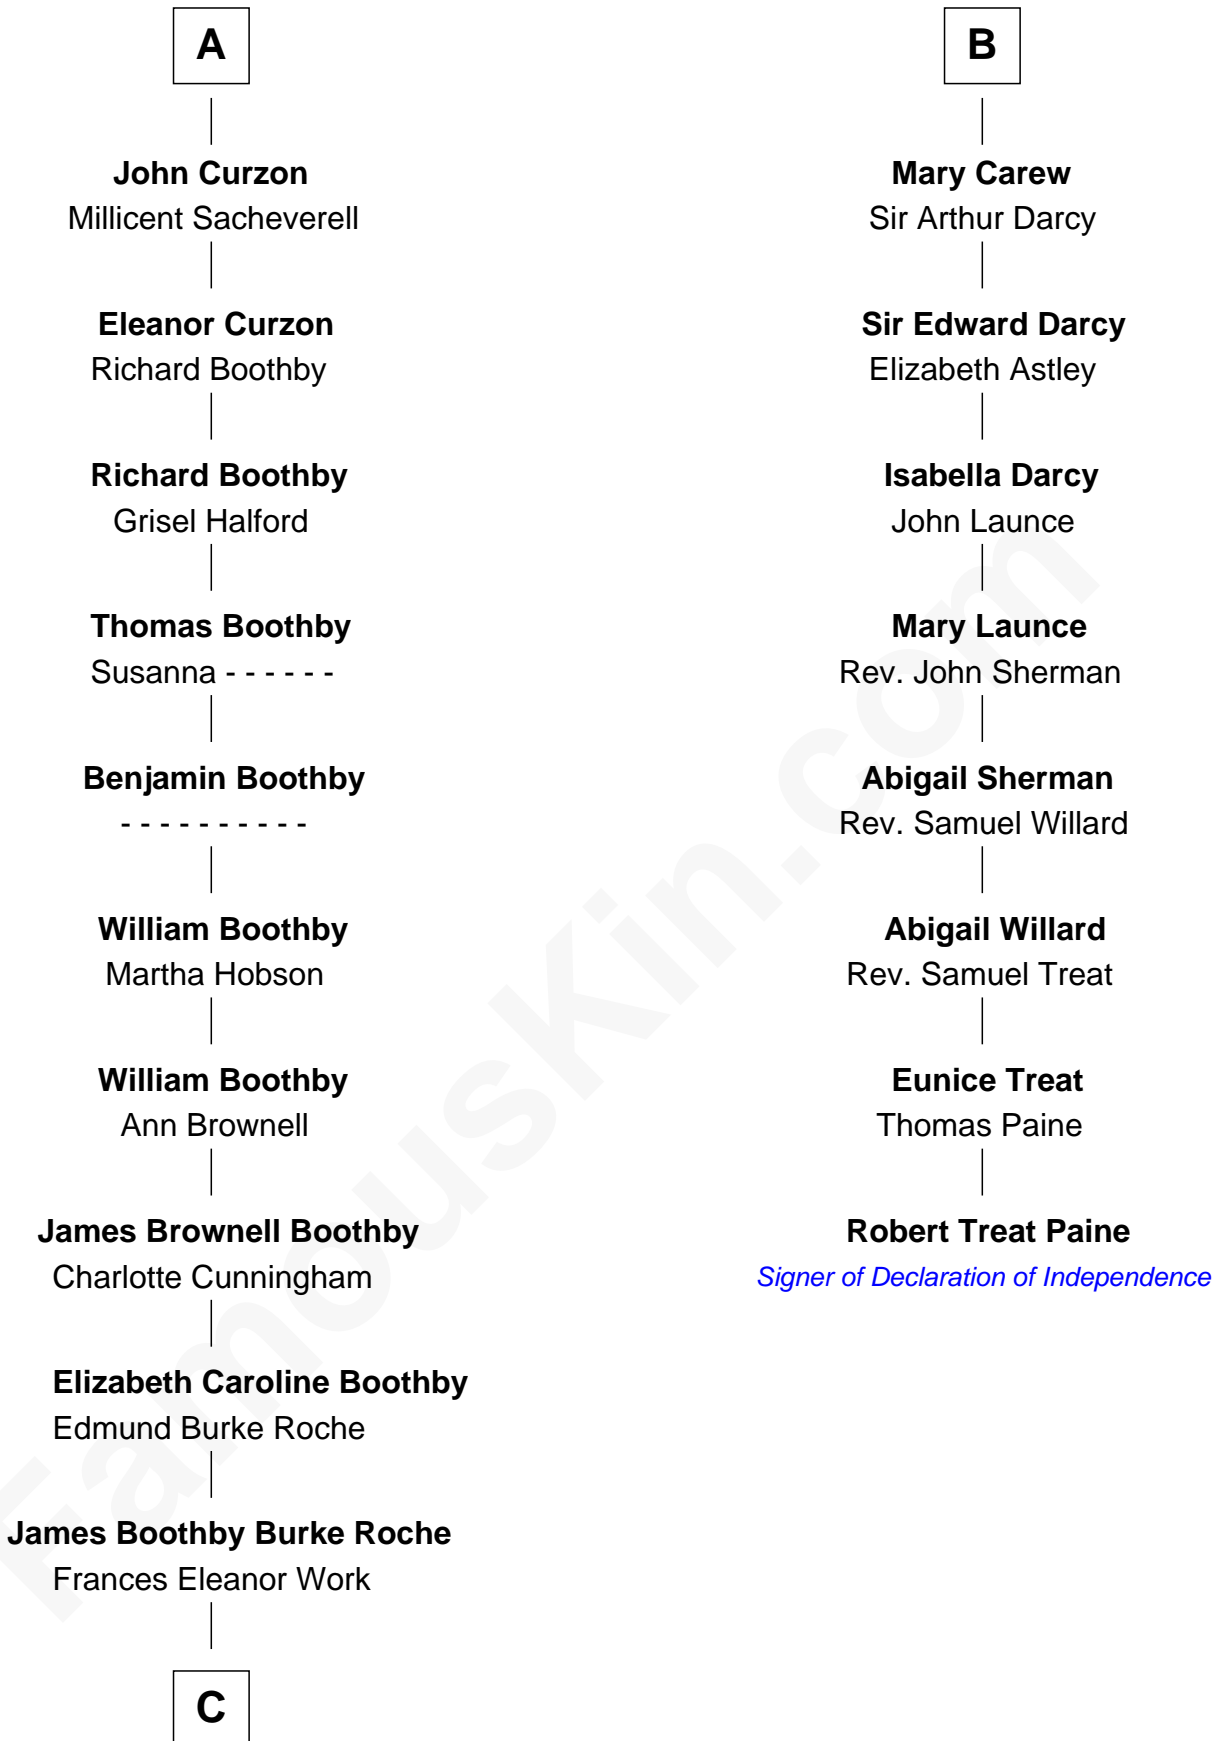 A
John Curzon
Millicent Sacheverell
Eleanor Curzon
Richard Boothby
Richard Boothby
Grisel Halford
Thomas Boothby
Susanna - - - - - -
Benjamin Boothby
- - - - - - - - - -
William Boothby
Martha Hobson
William Boothby
Ann Brownell
James Brownell Boothby
Charlotte Cunningham
Elizabeth Caroline Boothby
Edmund Burke Roche
James Boothby Burke Roche
Frances Eleanor Work
C
B
Mary Carew
Sir Arthur Darcy
Sir Edward Darcy
Elizabeth Astley
Isabella Darcy
John Launce
Mary Launce
Rev. John Sherman
Abigail Sherman
Rev. Samuel Willard
Abigail Willard
Rev. Samuel Treat
Eunice Treat
Thomas Paine
Robert Treat Paine
Signer of Declaration of Independence
FamousKin.com